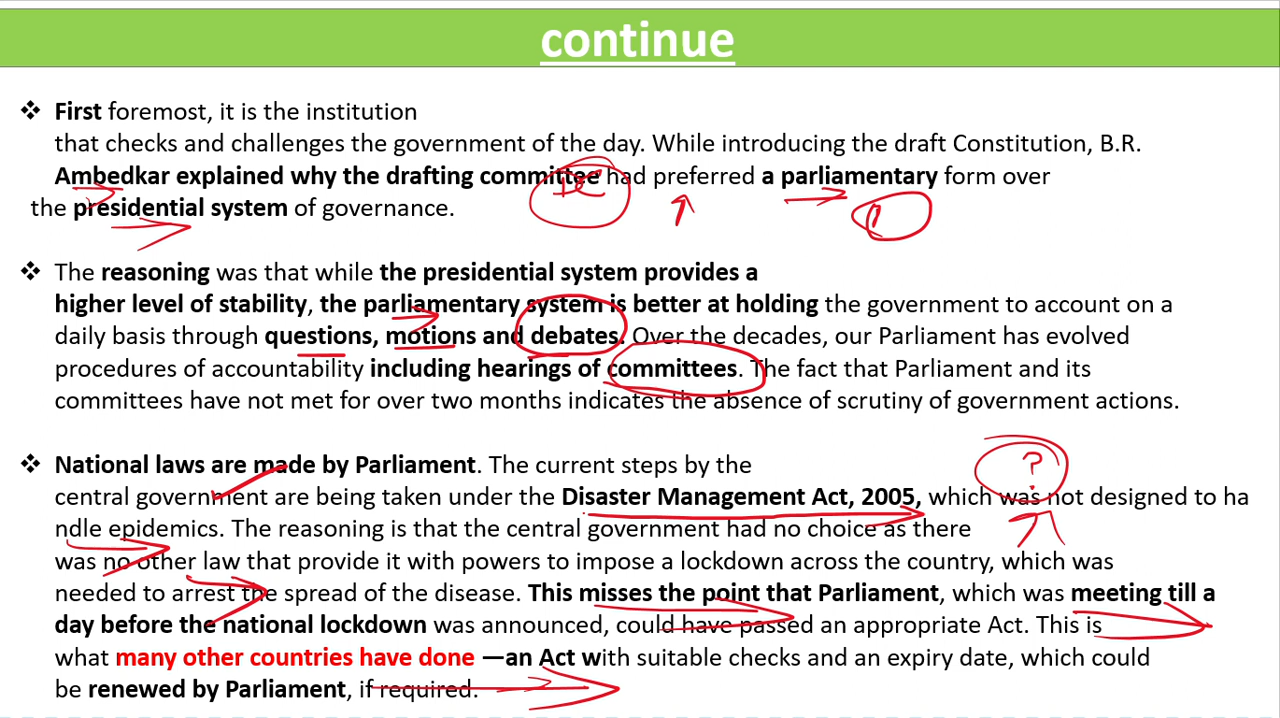 continue
❖ First foremost, it is the institution
that checks and challenges the government of the day. While introducing the draft Constitution, B.R.
Ambedkar explained why the drafting committee had preferred a parliamentary form over
the presidential system of governance.
❖ The reasoning was that while the presidential system provides a
higher level of stability, the parliamentary system is better at holding the government to account on a
daily basis through questions, motions and debates. Over the decades, our Parliament has evolved
procedures of accountability including hearings of committees. The fact that Parliament and its
committees have not met for over two months indicates the absence of scrutiny of government actions.
❖ National laws are made by Parliament. The current steps by the
central government are being taken under the Disaster Management Act, 2005, which was not designed to ha
ndle epidemics. The reasoning is that the central government had no choice as there
was no other law that provide it with powers to impose a lockdown across the country, which was
needed to arrest the spread of the disease. This misses the point that Parliament, which was meeting till a
day before the national lockdown was announced, could have passed an appropriate Act. This is
what many other countries have done —an Act with suitable checks and an expiry date, which could
be renewed by Parliament, if required.